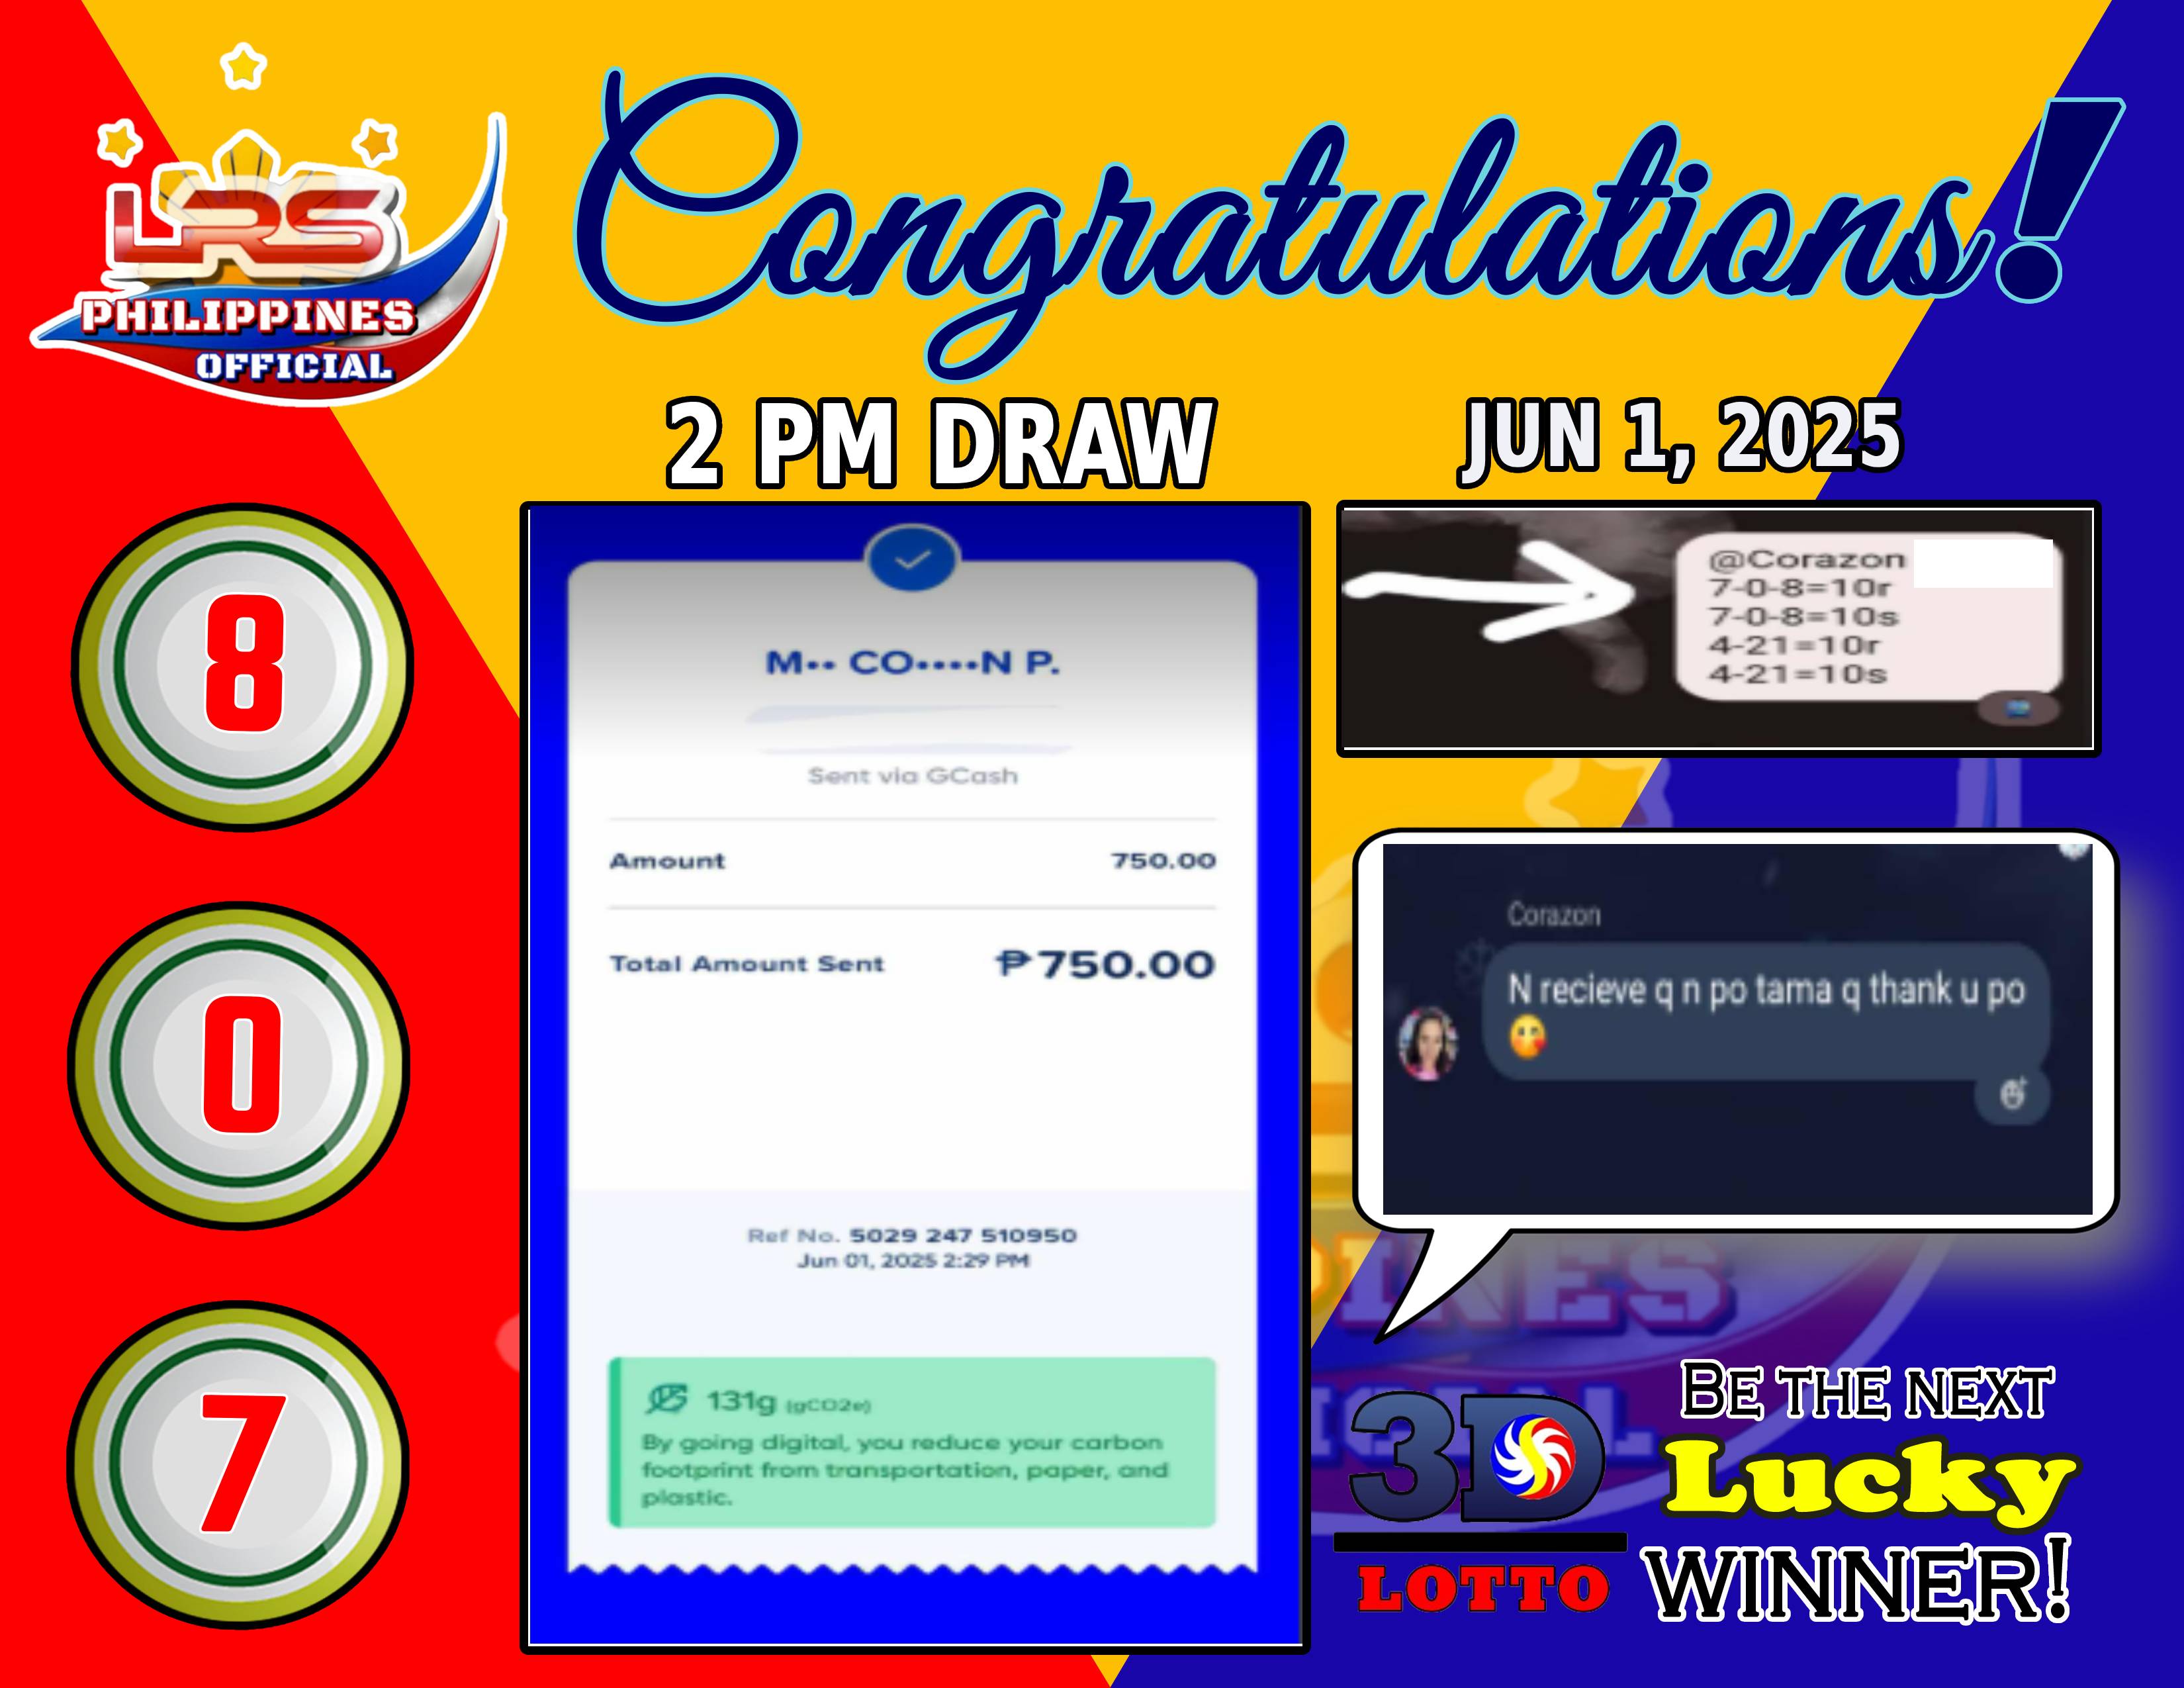 LRS
PHILIPPINES
OFFICIAL
Congratulations!
2 PM DRAW
JUN 1, 2025
8
0
7
M•• CO••••N P.
Sent via GCash
Amount 750.00
Total Amount Sent ₱750.00
Ref No. 5029 247 510950
Jun 01, 2025 2:29 PM
131g (gCO2e)
By going digital, you reduce your carbon
footprint from transportation, paper, and
plastic.
@Corazon
7-0-8=10r
7-0-8=10s
4-21=10r
4-21=10s
Corazon
N recieve q n po tama q thank u po
PINES
3D
LOTTO
BE THE NEXT
Lucky
WINNER!